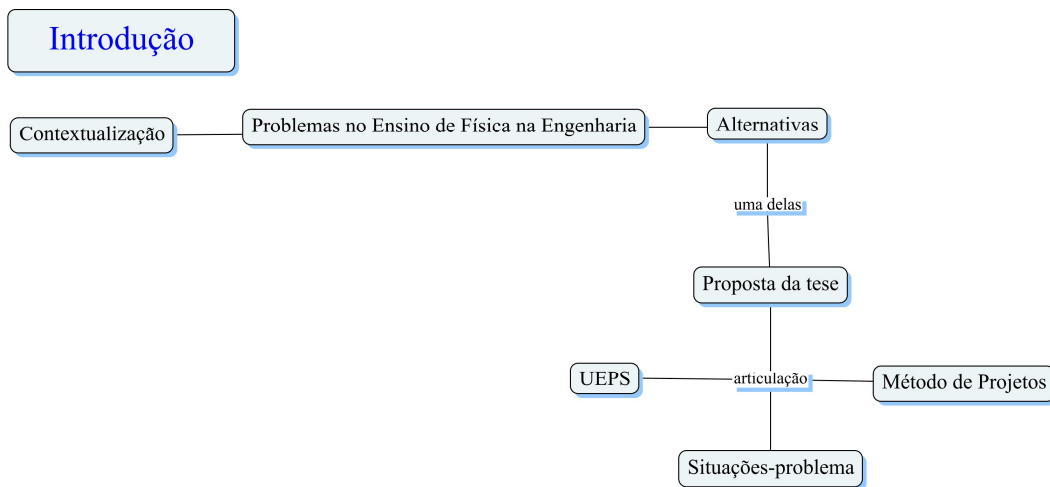 Introdução
Contextualização
Problemas no Ensino de Física na Engenharia
Alternativas
uma delas
Proposta da tese
UEPS
articulação
Método de Projetos
Situações-problema